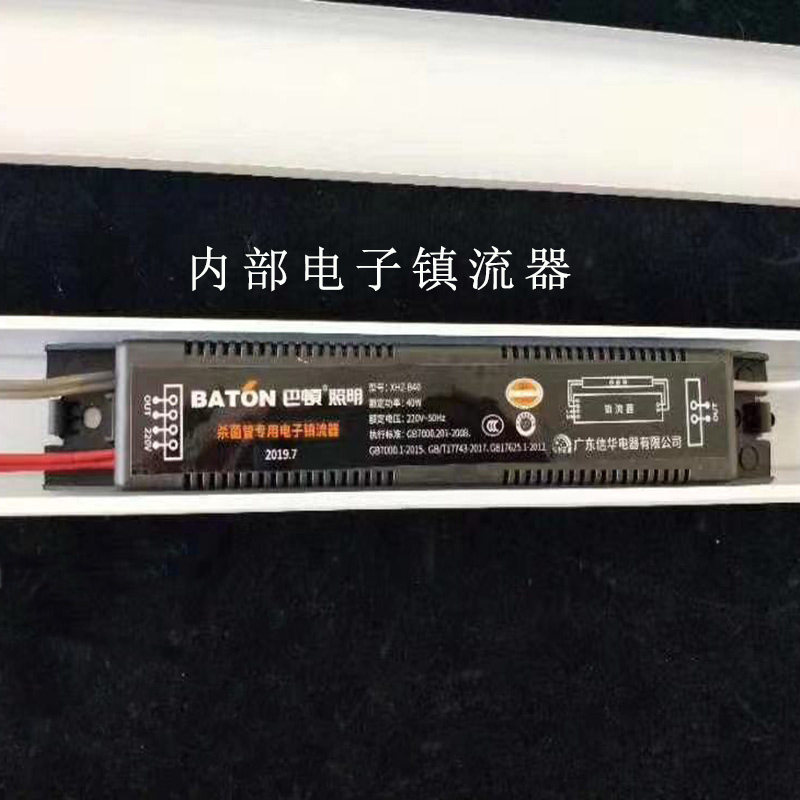 内部电子镇流器
BATON 巴顿® 照明
杀菌管专用电子镇流器
2019.7
OUT
220V
型号：XHZ-B40
额定功率：40W
额定电压：220V~50Hz
执行标准：GB7000.201-2008、
GB7000.1-2015、GB/T17743-2017、GB17625.1-2012
镇流器
广东信华电器有限公司
OUT